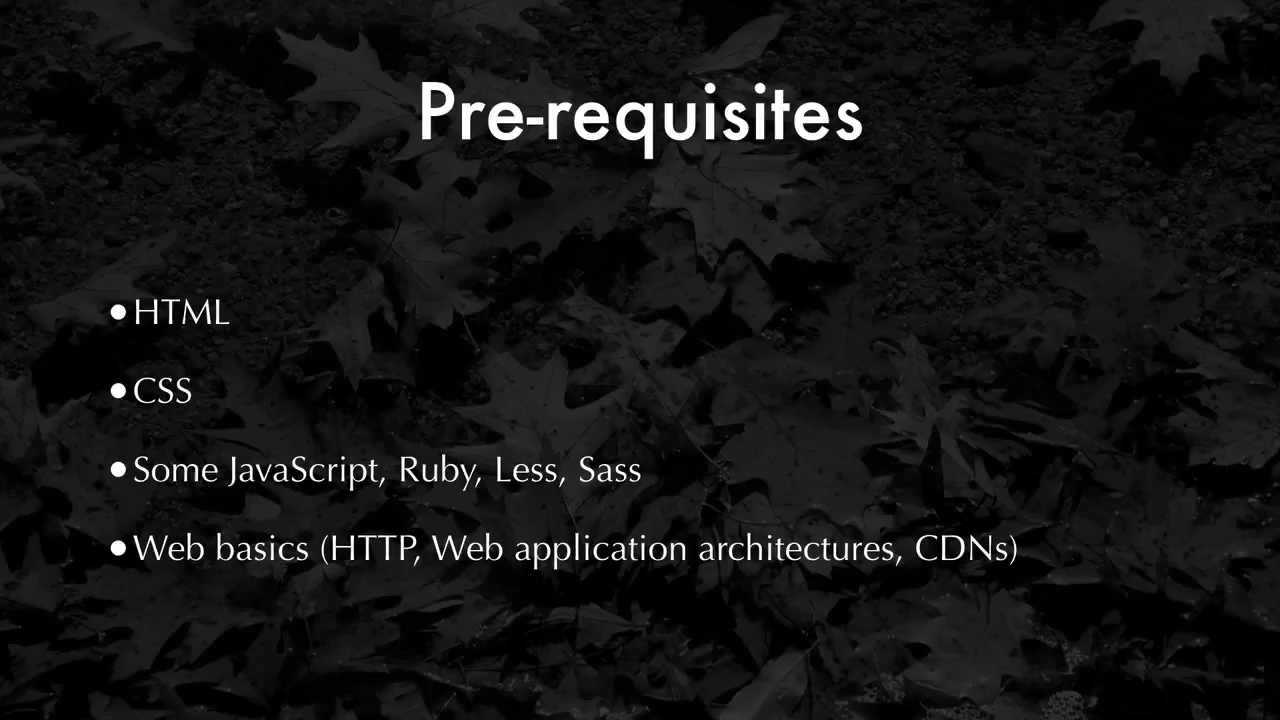 Pre-requisites
•HTML
•CSS
•Some JavaScript, Ruby, Less, Sass
•Web basics (HTTP, Web application architectures, CDNs)